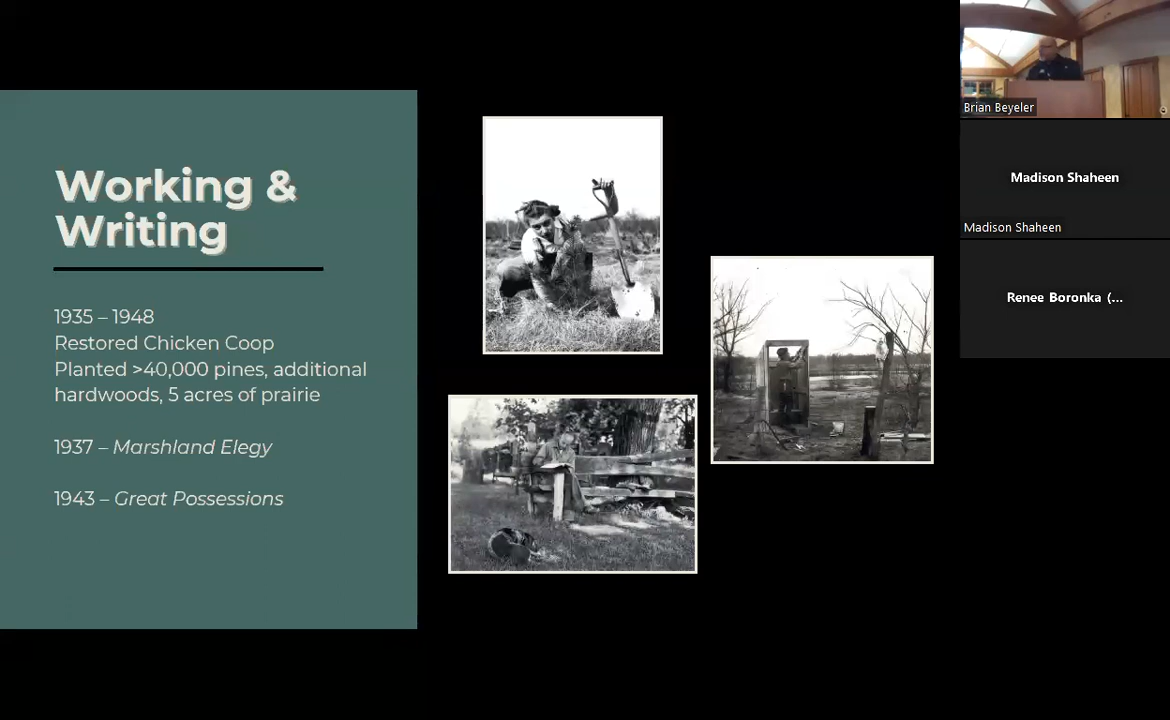 Working &
Writing
1935 – 1948
Restored Chicken Coop
Planted >40,000 pines, additional
hardwoods, 5 acres of prairie
1937 – Marshland Elegy
1943 – Great Possessions
Brian Beyeler
Madison Shaheen
Madison Shaheen
Renee Boronka (...